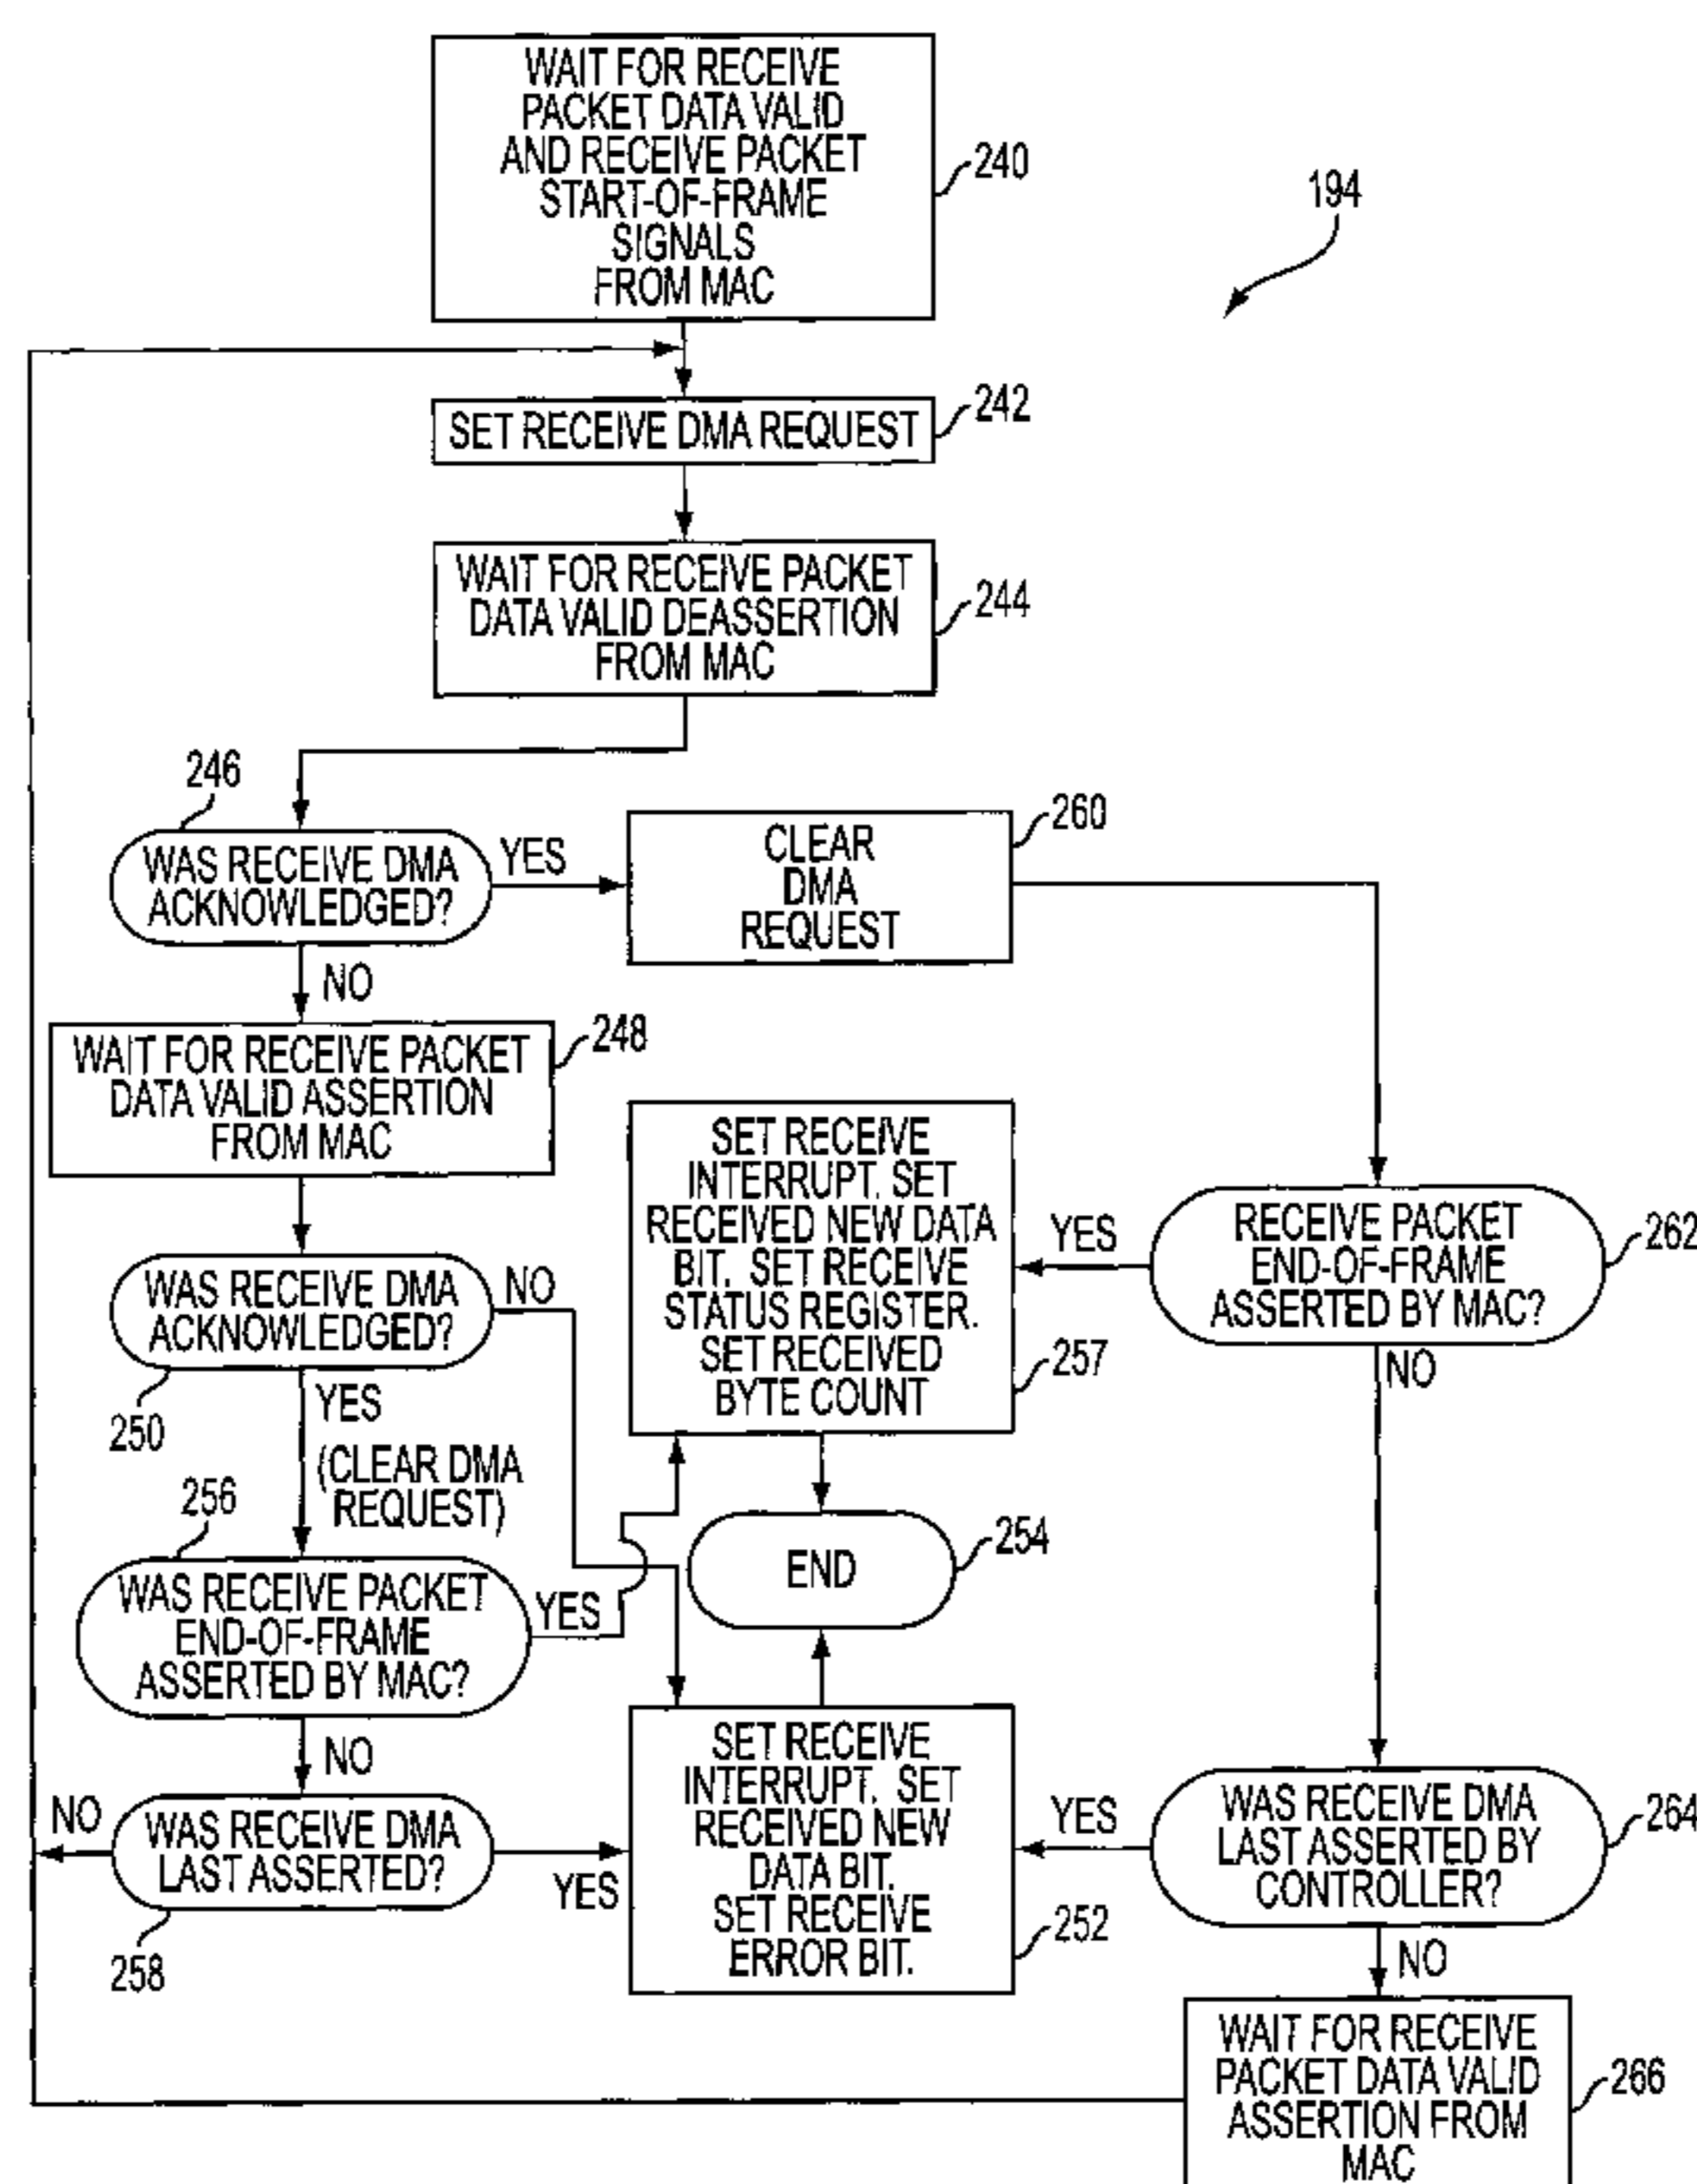 WAIT FOR RECEIVE
PACKET DATA VALID
AND RECEIVE PACKET
START-OF-FRAME
SIGNALS
FROM MAC
240
194
SET RECEIVE DMA REQUEST
242
WAIT FOR RECEIVE PACKET
DATA VALID DEASSERTION
FROM MAC
244
246
WAS RECEIVE DMA
ACKNOWLEDGED?
YES
NO
CLEAR
DMA
REQUEST
260
WAIT FOR RECEIVE PACKET
DATA VALID ASSERTION
FROM MAC
248
SET RECEIVE
INTERRUPT. SET
RECEIVED NEW DATA
BIT. SET RECEIVE
STATUS REGISTER.
SET RECEIVED
BYTE COUNT
257
YES
RECEIVE PACKET
END-OF-FRAME
ASSERTED BY MAC?
262
NO
WAS RECEIVE DMA
ACKNOWLEDGED?
NO
250
YES
(CLEAR DMA
REQUEST)
256
WAS RECEIVE PACKET
END-OF-FRAME
ASSERTED BY MAC?
YES
NO
END
254
NO
WAS RECEIVE DMA
LAST ASSERTED?
YES
258
SET RECEIVE
INTERRUPT. SET
RECEIVED NEW
DATA BIT.
SET RECEIVE
ERROR BIT.
252
YES
WAS RECEIVE DMA
LAST ASSERTED BY
CONTROLLER?
264
NO
WAIT FOR RECEIVE
PACKET DATA VALID
ASSERTION FROM
MAC
266